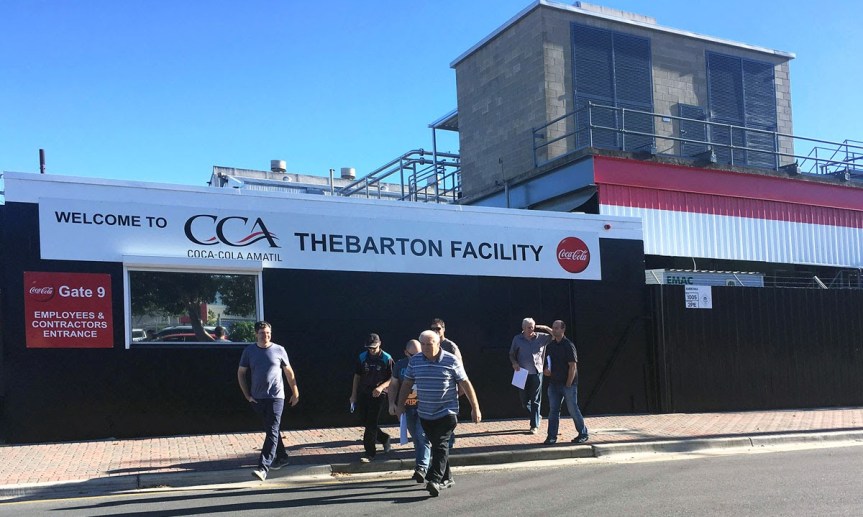 WELCOME TO
CCA
COCA-COLA AMATIL
THEBARTON FACILITY
Coca-Cola
Coca-Cola
Gate 9
EMPLOYEES &
CONTRACTORS
ENTRANCE
EMAC